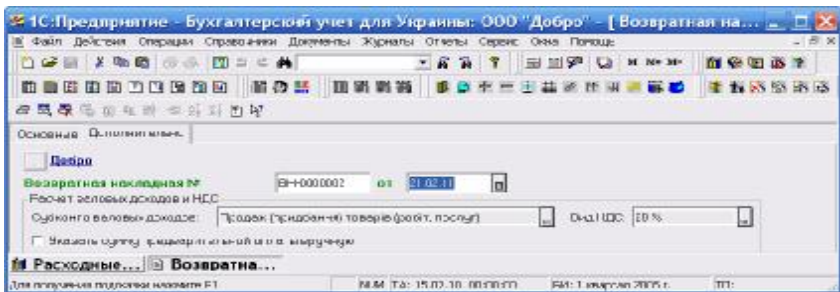 1С:Предприятие - Бухгалтерский учет для Украины: ООО "Добро" - [ Возвратная на...
Файл Действия Операции Справочники Документы Журналы Отчеты Сервис Окна Помощь
Основные Дополнительные
Добро
Возвратная накладная № ВН-0000002 от 21.02.11
Расчет валовых доходов и НДС
Субконто валовых доходов: Продаж (придбання) товарів (робіт, послуг) Вид НДС: 20 %
Указать сумму предварительной оплаты вручную
Расходные... Возвратна...
Для получения подсказки нажмите F1 NUM ТА: 15.02.10 00:00:00 БИ: 1 квартал 2005 г. ТП: